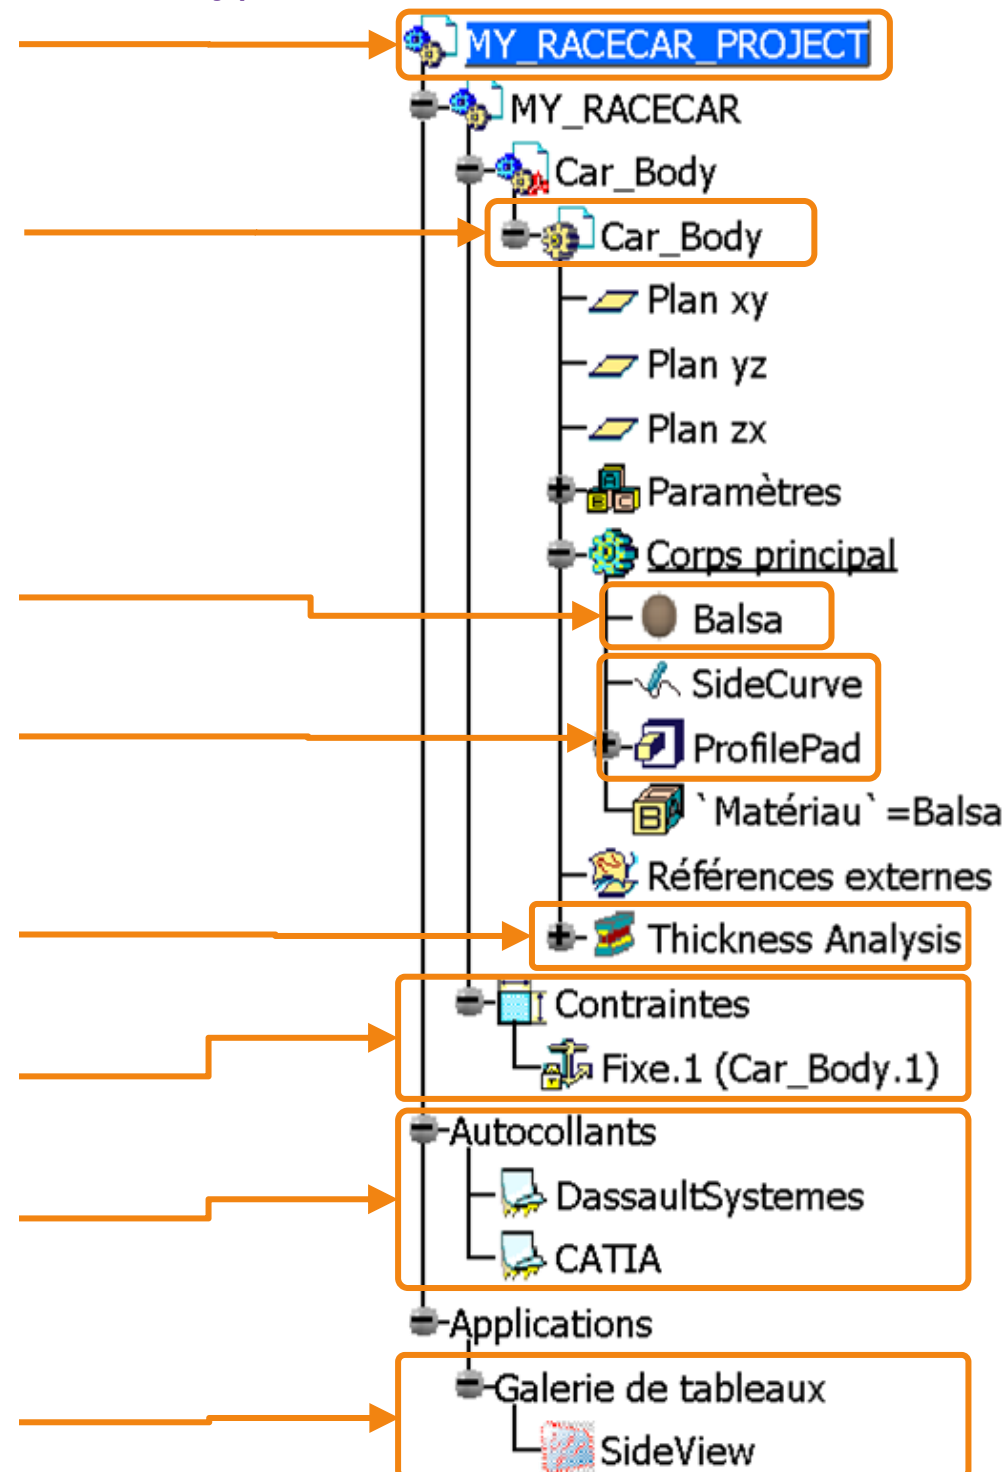 MY_RACECAR_PROJECT
MY_RACECAR
Car_Body
Car_Body
Plan xy
Plan yz
Plan zx
Paramètres
Corps principal
Balsa
SideCurve
ProfilePad
`Matériau`=Balsa
Références externes
Thickness Analysis
Contraintes
Fixe.1 (Car_Body.1)
Autocollants
DassaultSystemes
CATIA
Applications
Galerie de tableaux
SideView